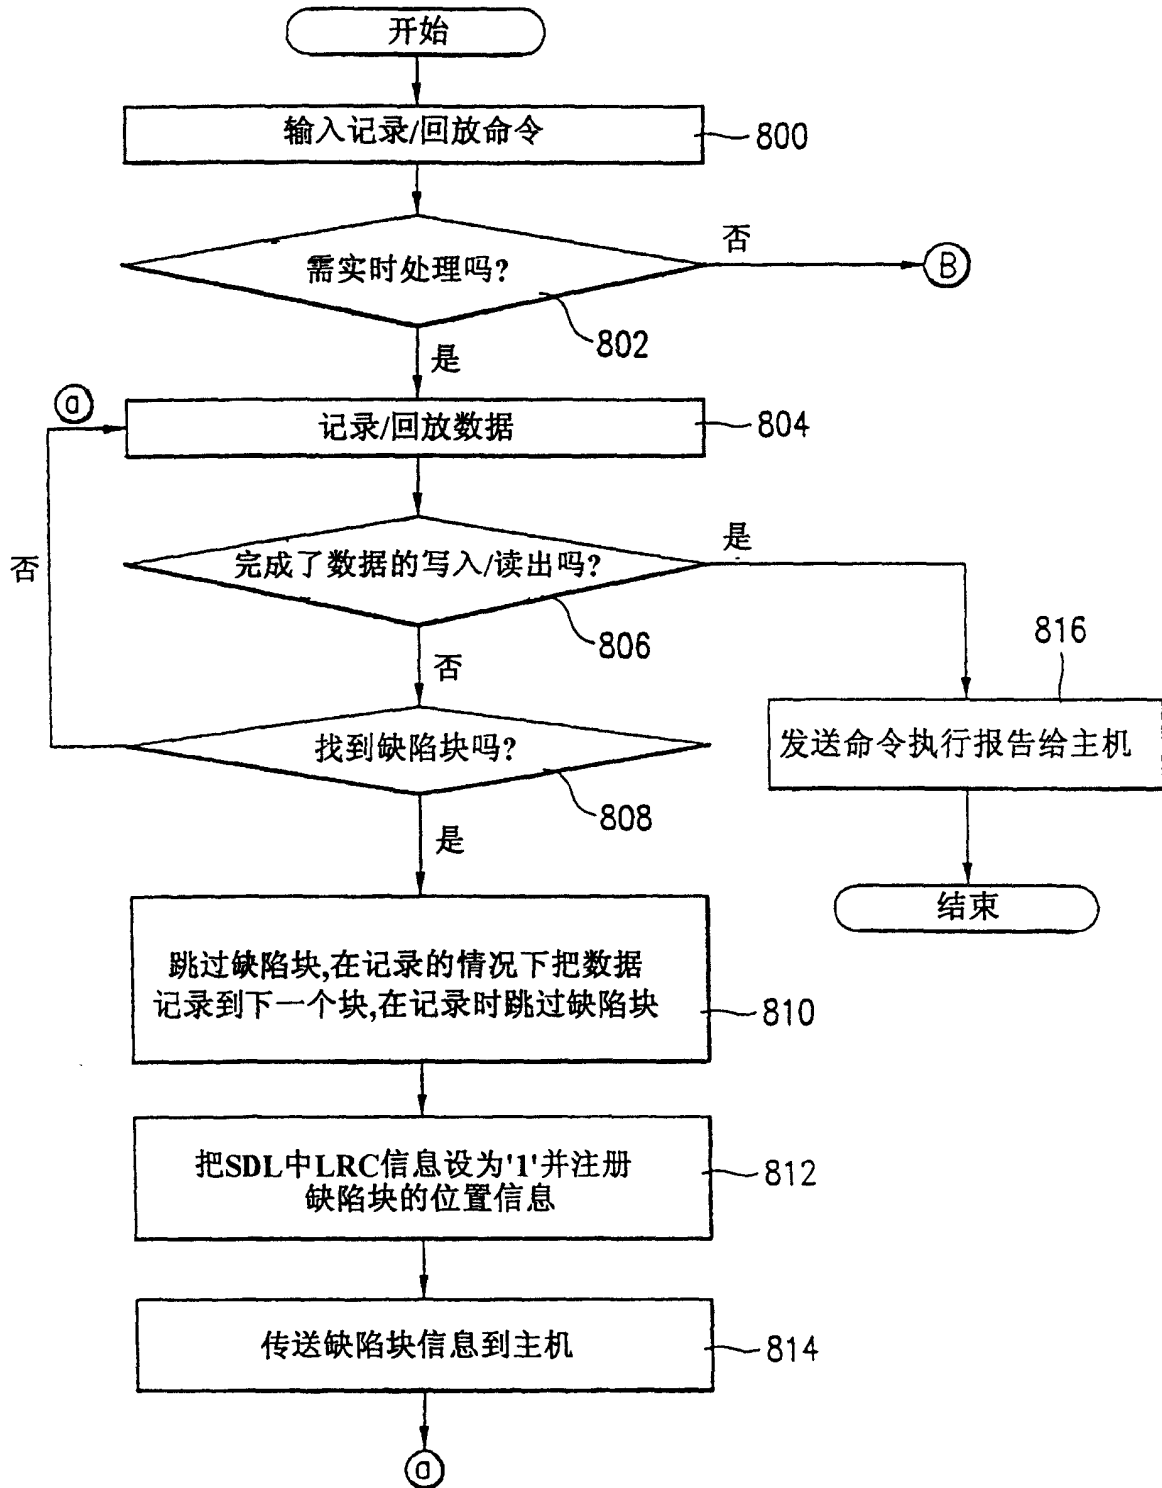 开始
输入记录/回放命令
800
需实时处理吗?
否
B
802
是
a
记录/回放数据
804
完成了数据的写入/读出吗?
是
否
806
816
否
找到缺陷块吗?
发送命令执行报告给主机
808
是
结束
跳过缺陷块,在记录的情况下把数据
记录到下一个块,在记录时跳过缺陷块
810
把SDL中LRC信息设为'1'并注册
缺陷块的位置信息
812
传送缺陷块信息到主机
814
a